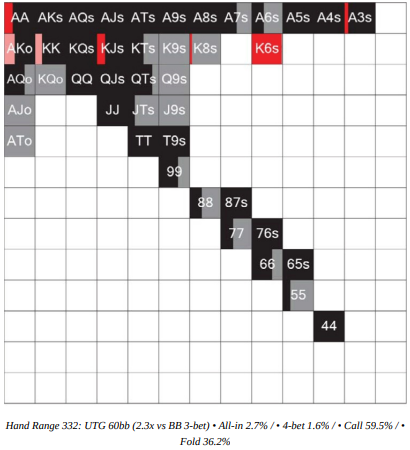 AA AKs AQs AJs ATs A9s A8s A7s A6s A5s A4s A3s
AKo KK KQs KJs KTs K9s K8s K6s
AQo KQo QQ QJs QTs Q9s
AJo JJ JTs J9s
ATo TT T9s
99
88 87s
77 76s
66 65s
55
44
Hand Range 332: UTG 60bb (2.3x vs BB 3-bet) • All-in 2.7% / • 4-bet 1.6% / • Call 59.5% / •
Fold 36.2%